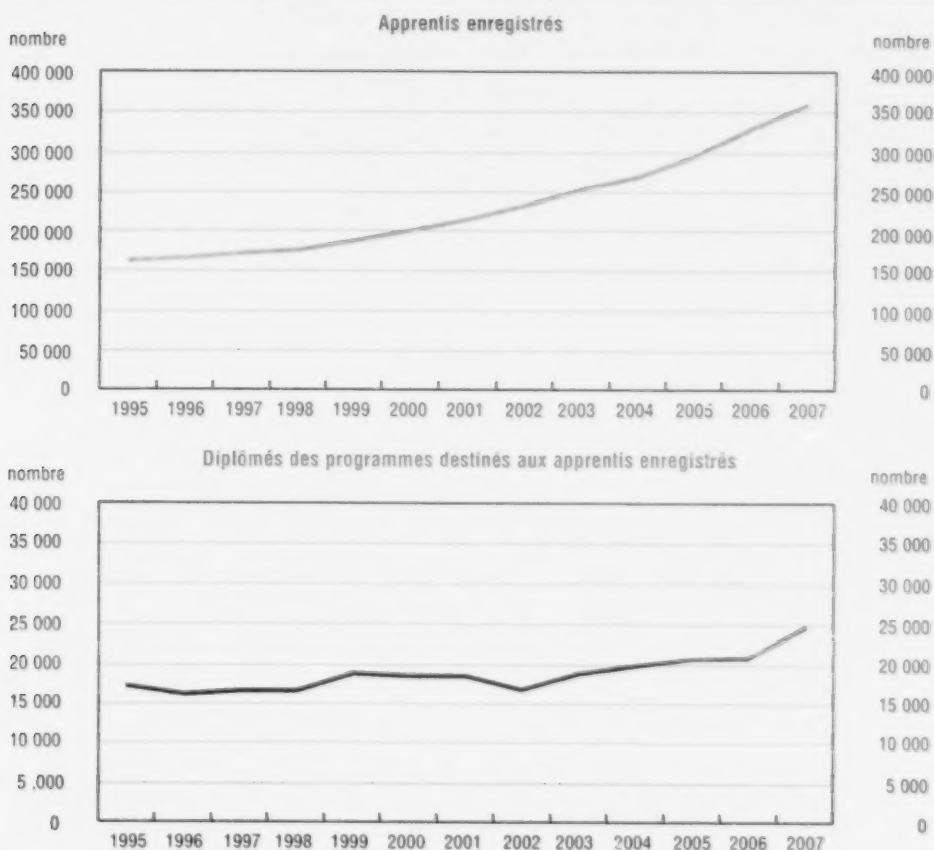 Apprentis enregistrés
nombre nombre
400 000 400 000
350 000 350 000
300 000 300 000
250 000 250 000
200 000 200 000
150 000 150 000
100 000 100 000
50 000 50 000
0 0
1995 1996 1997 1998 1999 2000 2001 2002 2003 2004 2005 2006 2007
Diplômés des programmes destinés aux apprentis enregistrés
nombre nombre
40 000 40 000
35 000 35 000
30 000 30 000
25 000 25 000
20 000 20 000
15 000 15 000
10 000 10 000
5 000 5 000
0 0
1995 1996 1997 1998 1999 2000 2001 2002 2003 2004 2005 2006 2007